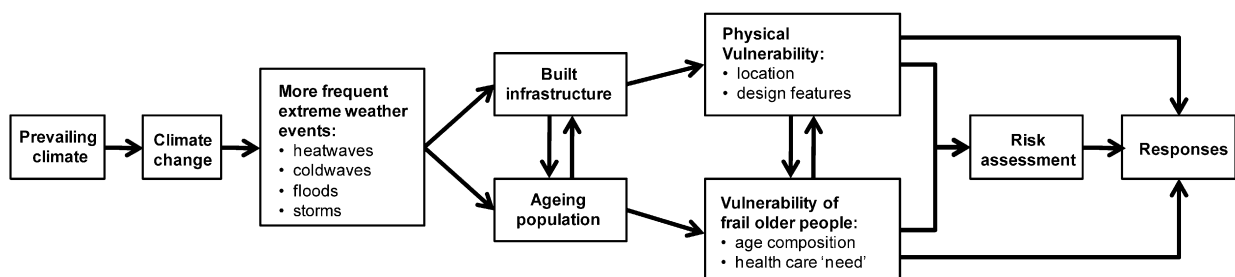 Prevailing
climate
Climate
change
More frequent
extreme weather
events:
• heatwaves
• coldwaves
• floods
• storms
Built
infrastructure
Ageing
population
Physical
Vulnerability:
• location
• design features
Vulnerability of
frail older people:
• age composition
• health care ‘need’
Risk
assessment
Responses